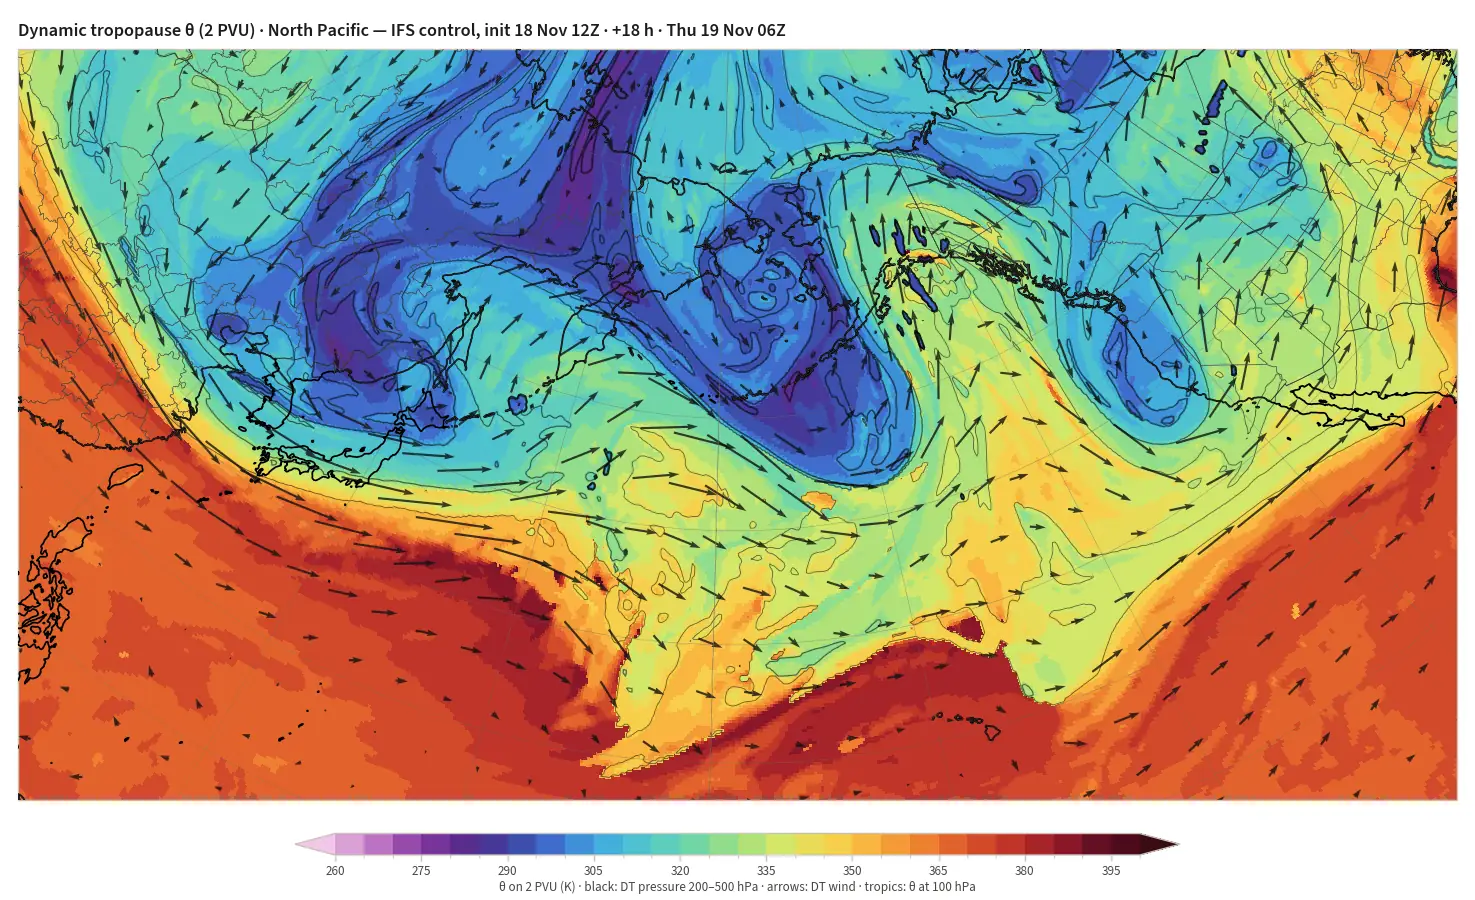 Dynamic tropopause θ (2 PVU) · North Pacific — IFS control, init 18 Nov 12Z · +18 h · Thu 19 Nov 06Z
260 275 290 305 320 335 350 365 380 395
θ on 2 PVU (K) · black: DT pressure 200–500 hPa · arrows: DT wind · tropics: θ at 100 hPa